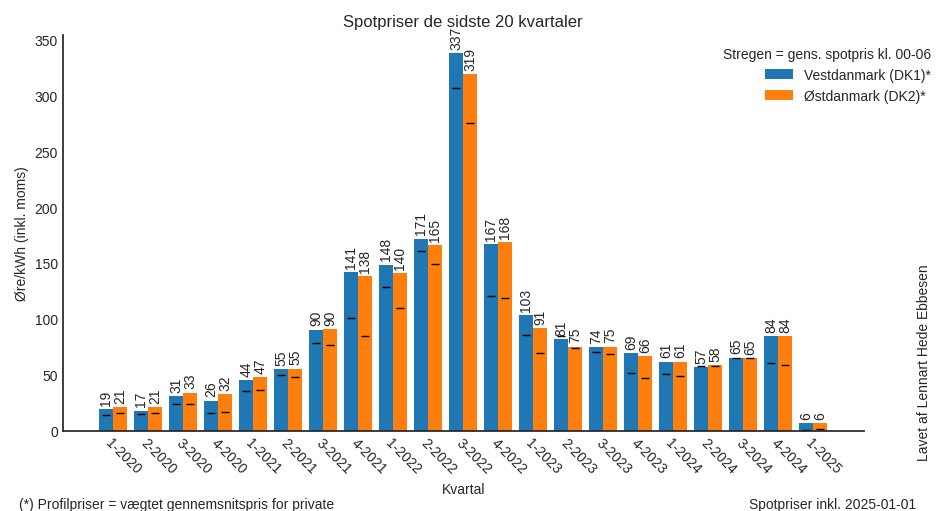 Spotpriser de sidste 20 kvartaler
Stregen = gens. spotpris kl. 00-06
Vestdanmark (DK1)*
Østdanmark (DK2)*
Øre/kWh (inkl. moms)
350
300
250
200
150
100
50
0
19 21 17 21 31 33 26 32 44 47 55 55 90 90 141 138 148 140 171 165 337 319 167 168 103 91 81 75 74 75 69 66 61 61 57 58 65 65 84 84 6 6
1-2020 2-2020 3-2020 4-2020 1-2021 2-2021 3-2021 4-2021 1-2022 2-2022 3-2022 4-2022 1-2023 2-2023 3-2023 4-2023 1-2024 2-2024 3-2024 4-2024 1-2025
Kvartal
Lavet af Lennart Hede Ebbesen
(*) Profilpriser = vægtet gennemsnitspris for private
Spotpriser inkl. 2025-01-01